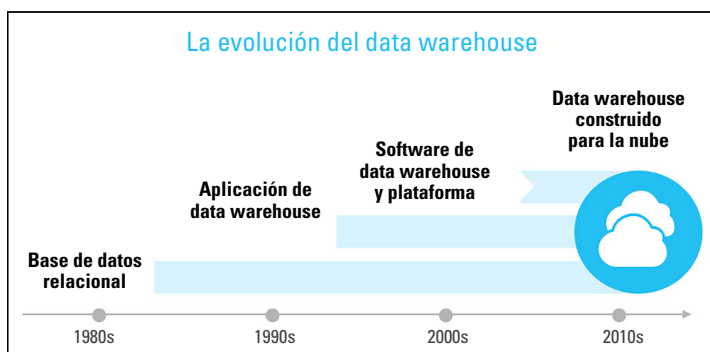 La evolución del data warehouse
Data warehouse
construido
para la nube
Software de
data warehouse
y plataforma
Aplicación de
data warehouse
Base de datos
relacional
1980s
1990s
2000s
2010s